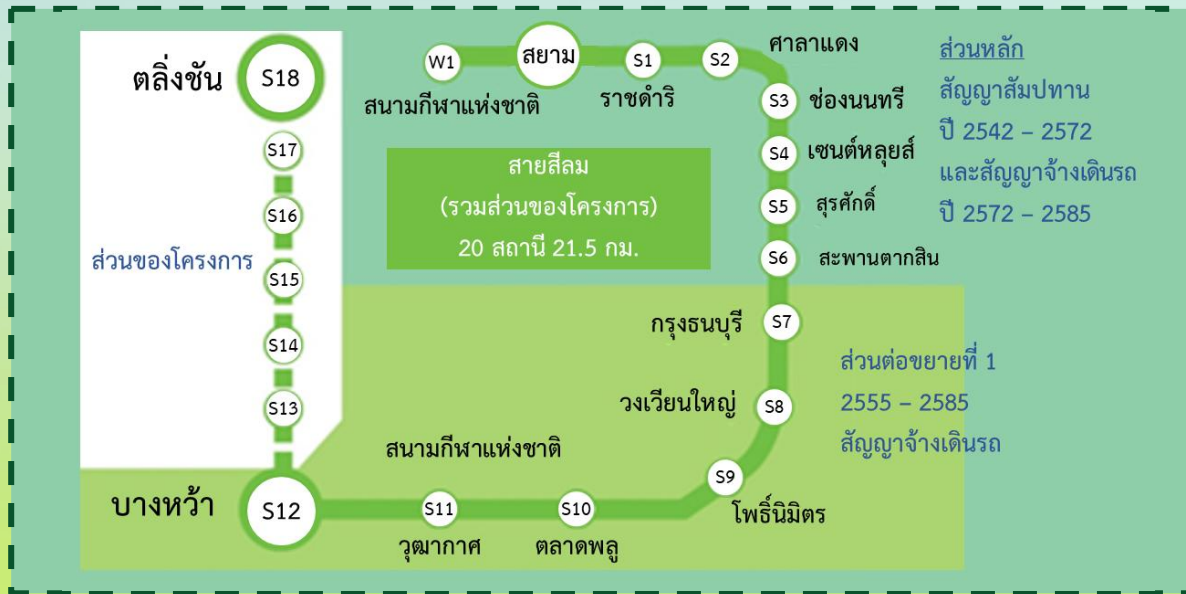 ตลิ่งชัน
S18
S17
S16
ส่วนของโครงการ
S15
S14
S13
บางหว้า
S12
W1
สนามกีฬาแห่งชาติ
สยาม
S1
ราชดำริ
S2
ศาลาแดง
S3
ช่องนนทรี
S4
เซนต์หลุยส์
S5
สุรศักดิ์
S6
สะพานตากสิน
สายสีลม
(รวมส่วนของโครงการ)
20 สถานี 21.5 กม.
ส่วนหลัก
สัญญาสัมปทาน
ปี 2542 – 2572
และสัญญาจ้างเดินรถ
ปี 2572 – 2585
กรุงธนบุรี
S7
วงเวียนใหญ่
S8
ส่วนต่อขยายที่ 1
2555 – 2585
สัญญาจ้างเดินรถ
สนามกีฬาแห่งชาติ
S9
โพธิ์นิมิตร
S11
วุฒากาศ
S10
ตลาดพลู